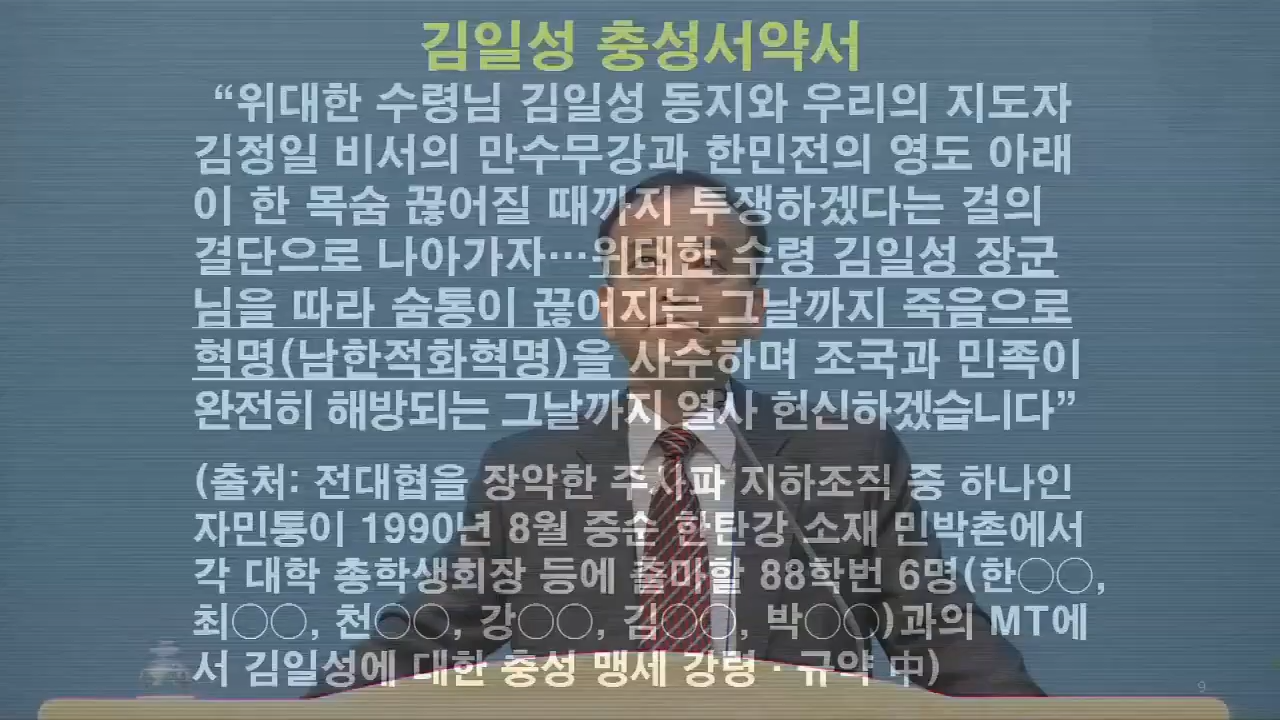 김일성 충성서약서
“위대한 수령님 김일성 동지와 우리의 지도자
김정일 비서의 만수무강과 한민전의 영도 아래
이 한 목숨 끊어질 때까지 투쟁하겠다는 결의
결단으로 나아가자…위대한 수령 김일성 장군
님을 따라 숨통이 끊어지는 그날까지 죽음으로
혁명(남한적화혁명)을 사수하며 조국과 민족이
완전히 해방되는 그날까지 열사 헌신하겠습니다”
(출처: 전대협을 장악한 주사파 지하조직 중 하나인
자민통이 1990년 8월 중순 한탄강 소재 민박촌에서
각 대학 총학생회장 등에 출마할 88학번 6명(한○○,
최○○, 천○○, 강○○, 김○○, 박○○)과의 MT에
서 김일성에 대한 충성 맹세 강령·규약 中)
9